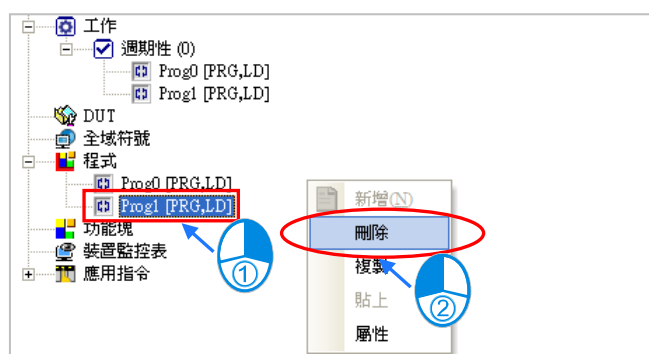 工作
週期性 (0)
Prog0 [PRG,LD]
Prog1 [PRG,LD]
DUT
全域符號
程式
Prog0 [PRG,LD]
Prog1 [PRG,LD]
功能塊
裝置監控表
應用指令
新增(N)
刪除
複製
貼上
屬性
①
②